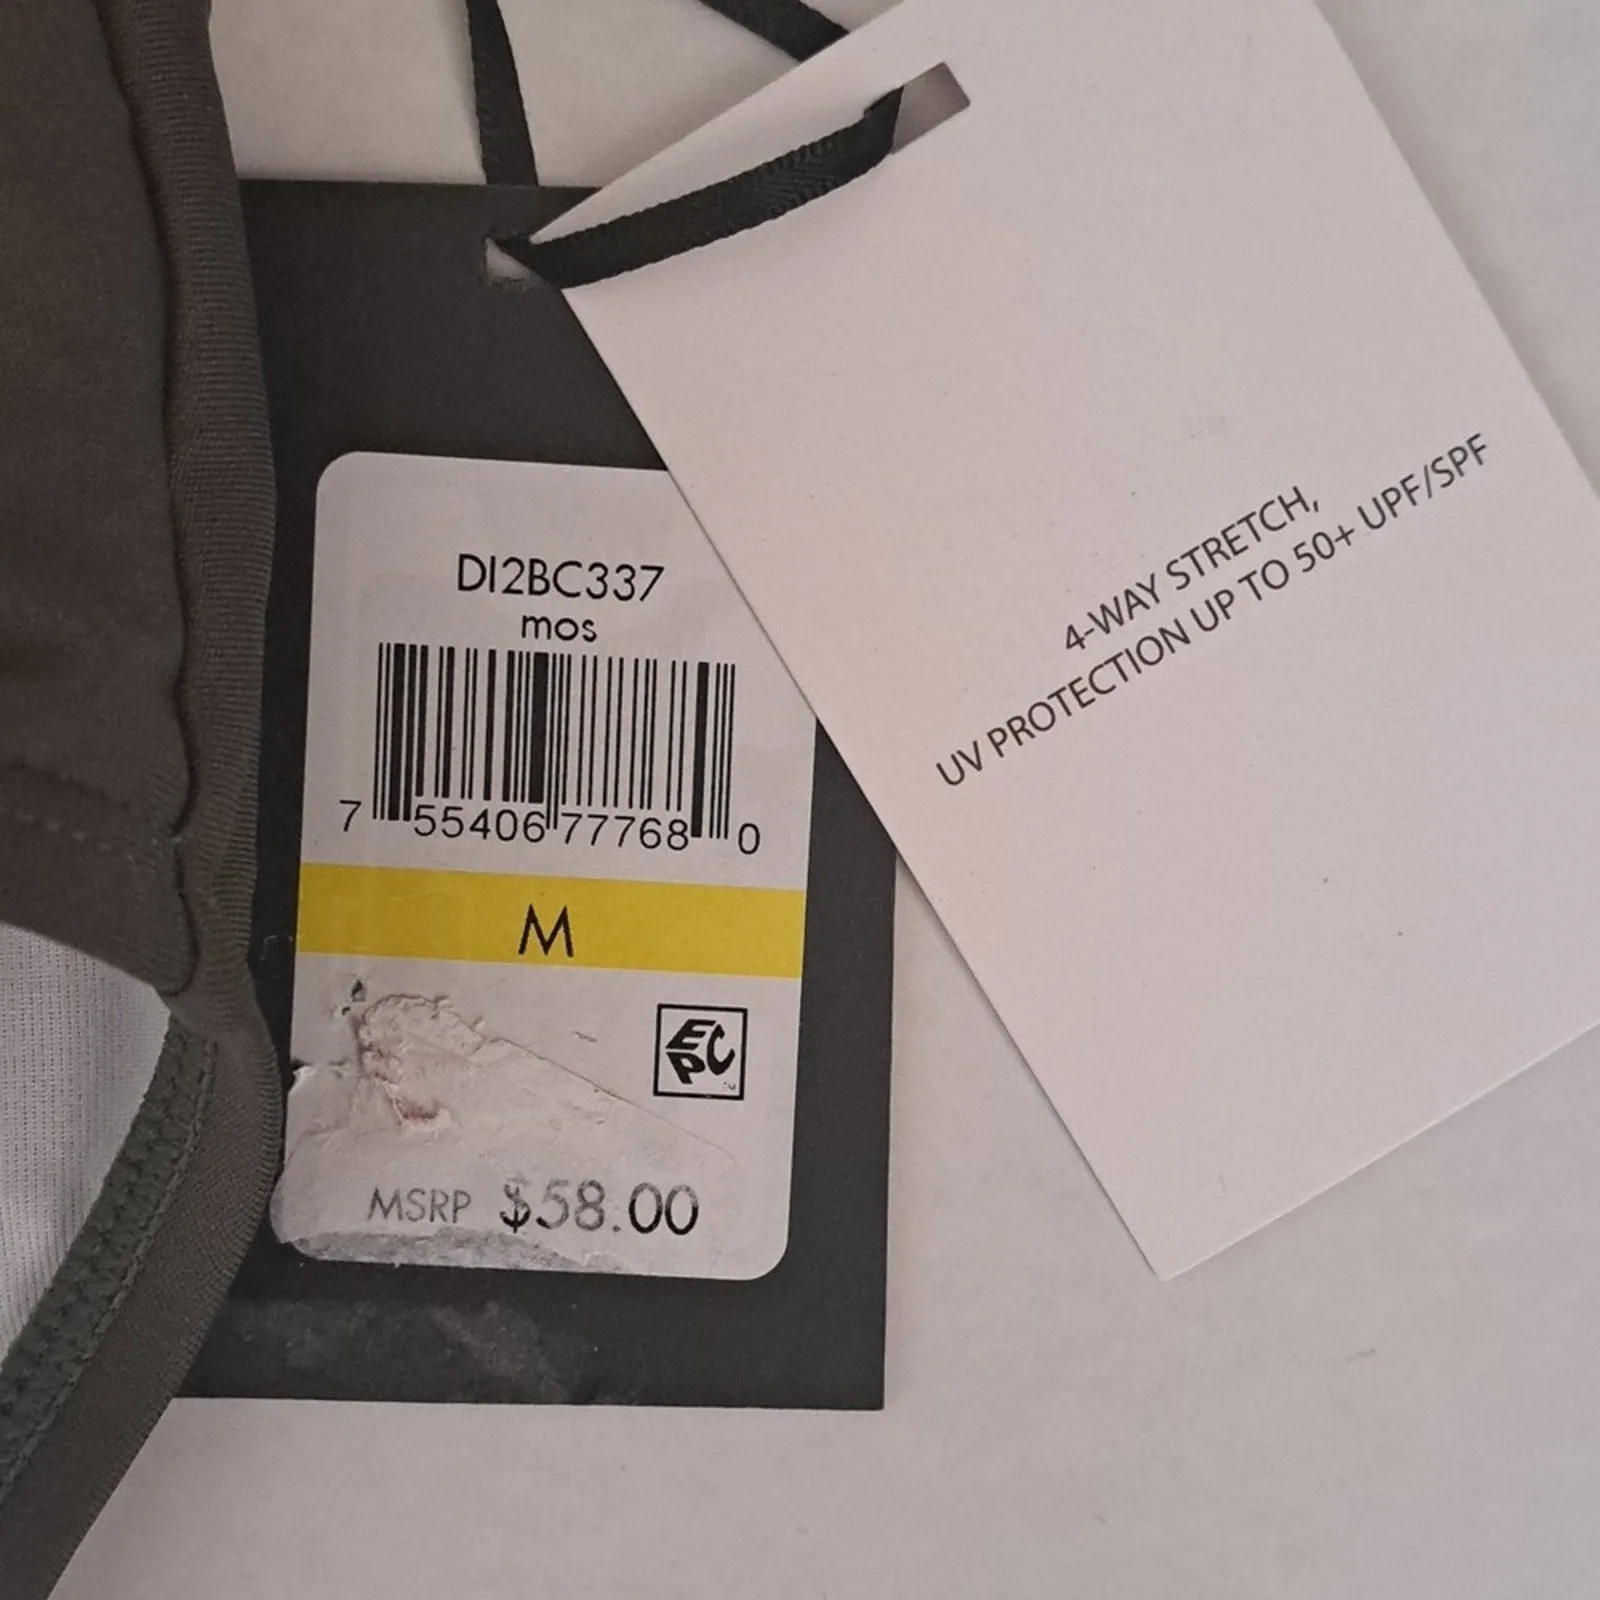 DI2BC337
mos
7 55406 77768 0
M
EPC
MSRP $58.00
4-WAY STRETCH,
UV PROTECTION UP TO 50+ UPF/SPF